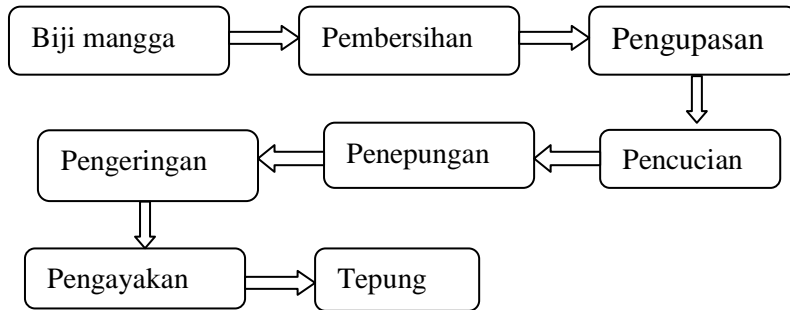 Biji mangga
Pembersihan
Pengupasan
Pencucian
Penepungan
Pengeringan
Pengayakan
Tepung